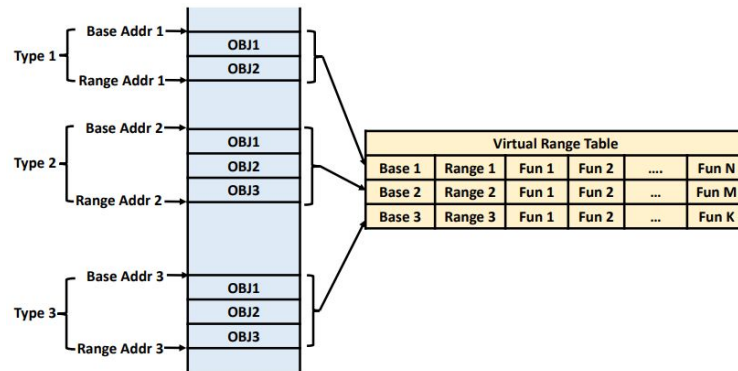 Base Addr 1
OBJ1
Type 1
OBJ2
Range Addr 1
Base Addr 2
OBJ1
Type 2
OBJ2
OBJ3
Range Addr 2
Base Addr 3
OBJ1
Type 3
OBJ2
OBJ3
Range Addr 3
Virtual Range Table
Base 1 Range 1 Fun 1 Fun 2 .... Fun N
Base 2 Range 2 Fun 1 Fun 2 ... Fun M
Base 3 Range 3 Fun 1 Fun 2 ... Fun K